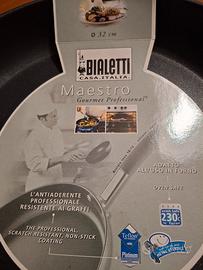 Ø 32 cm
BIALETTI
CASA ITALIA
Maestro
Gourmet Professional
ADATTO
ALL'USO IN FORNO
OVEN SAFE
230°
L'ANTIADERENTE
PROFESSIONALE
RESISTENTE AI GRAFFI
THE PROFESSIONAL,
SCRATCH RESISTANT, NON-STICK
COATING
Teflon
Platinum